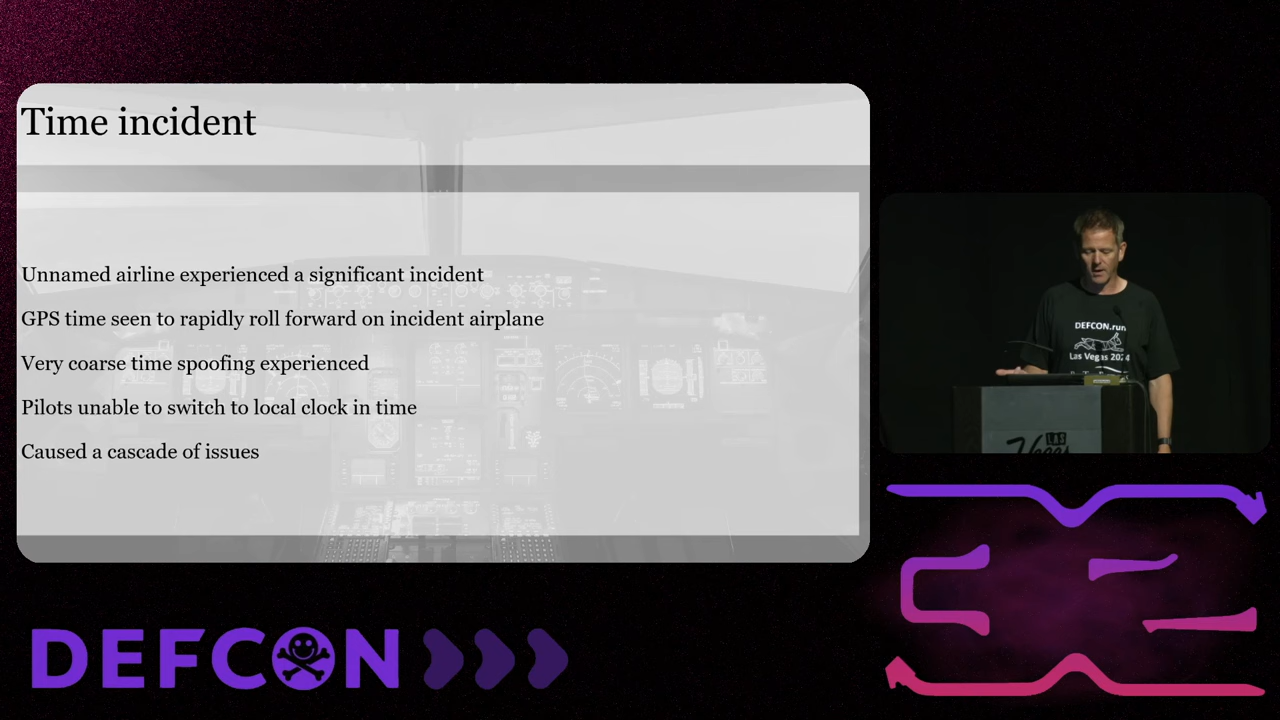 Time incident
Unnamed airline experienced a significant incident
GPS time seen to rapidly roll forward on incident airplane
Very coarse time spoofing experienced
Pilots unable to switch to local clock in time
Caused a cascade of issues
DEFCON.run
Las Vegas 2024
LAS
Vegas
DEFCON